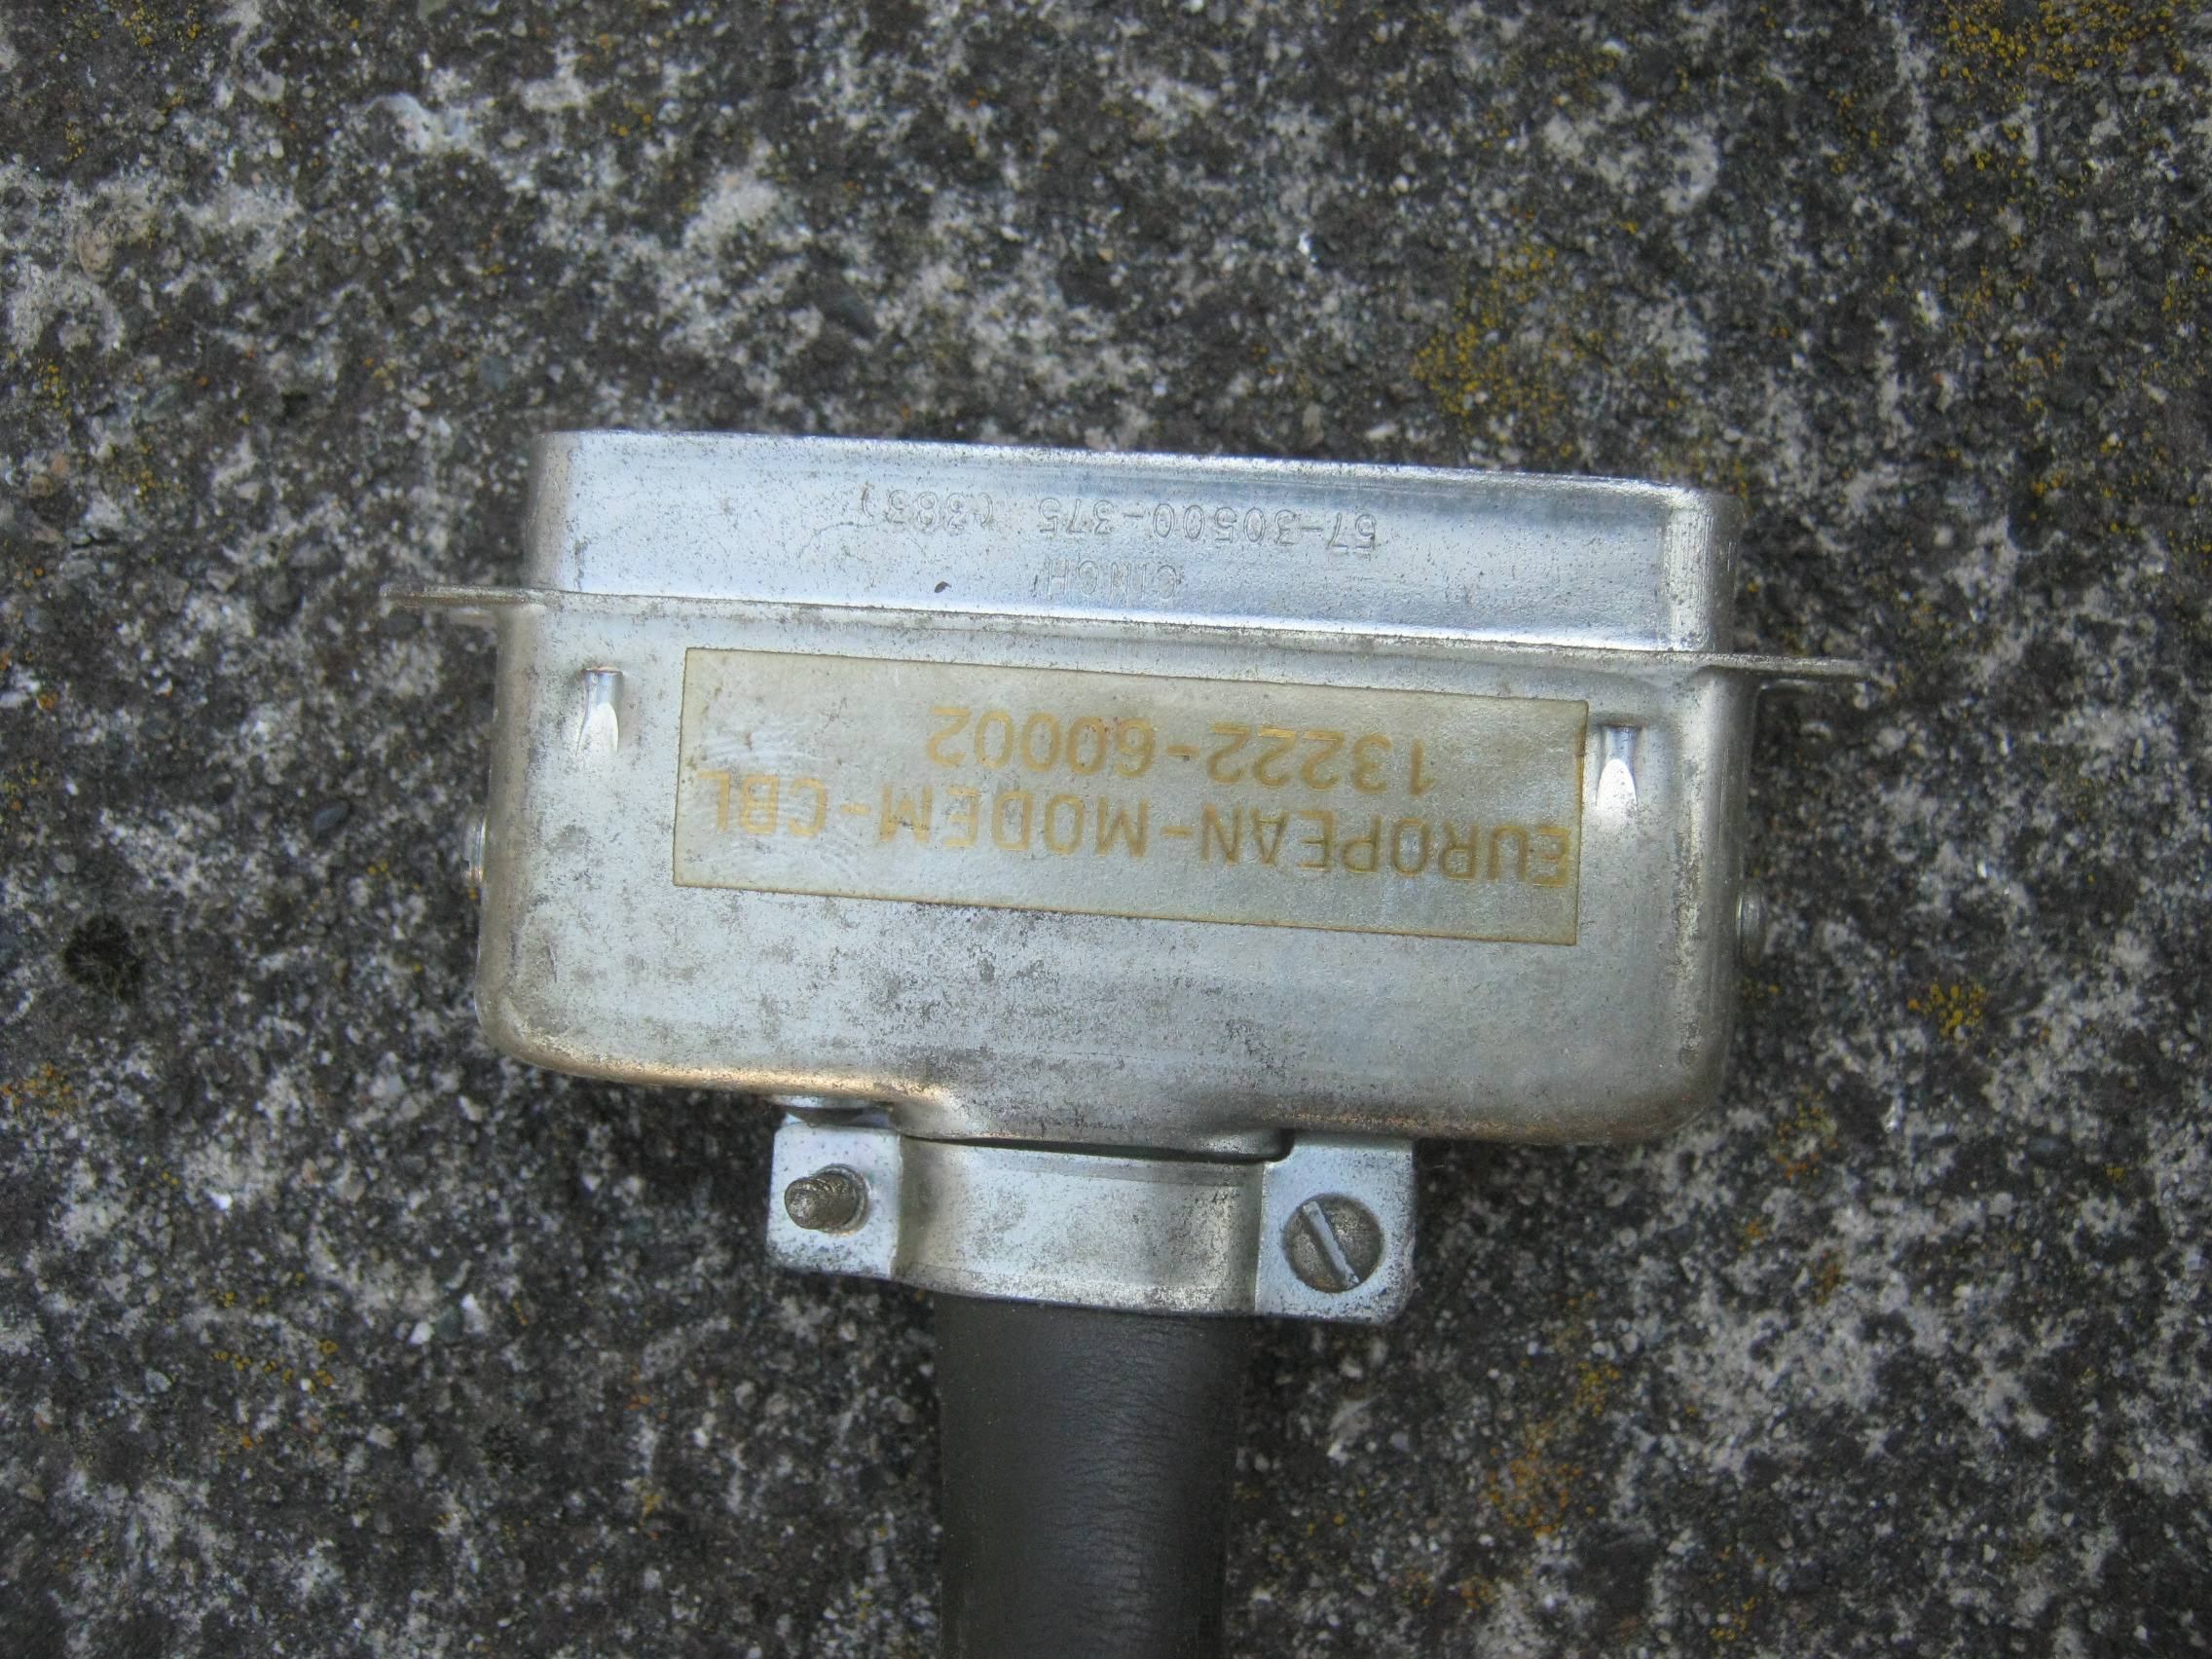 EUROPEAN-MODEM-CBL
13222-60002
CINCH
57-30500-375 (383)